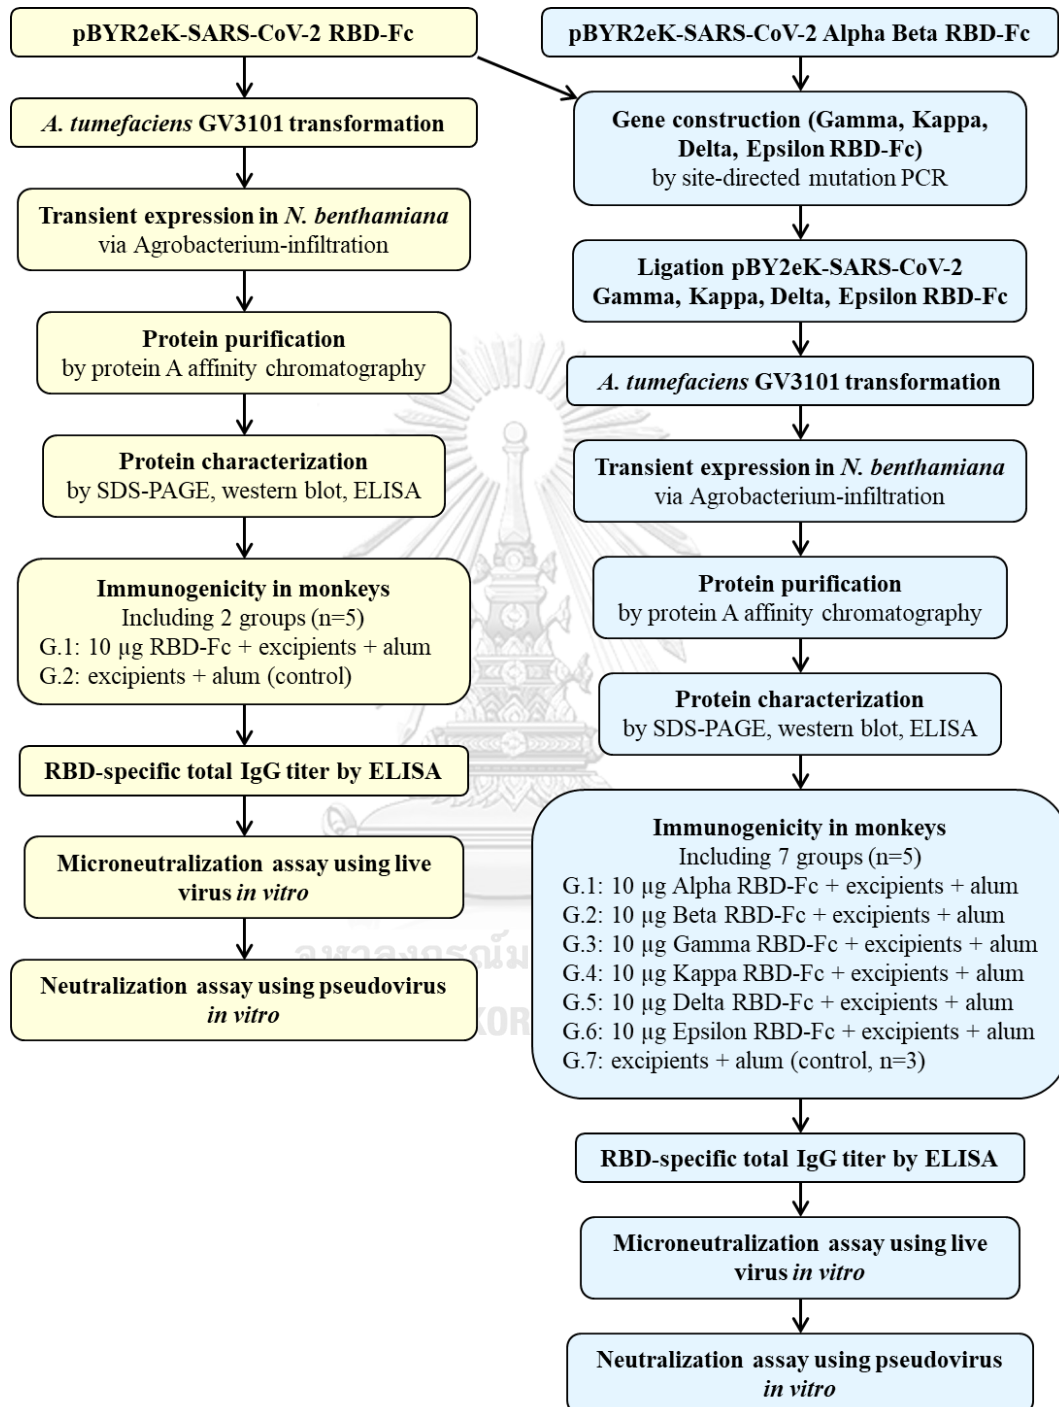 pBYR2eK-SARS-CoV-2 RBD-Fc
A. tumefaciens GV3101 transformation
Transient expression in N. benthamiana
via Agrobacterium-infiltration
Protein purification
by protein A affinity chromatography
Protein characterization
by SDS-PAGE, western blot, ELISA
Immunogenicity in monkeys
Including 2 groups (n=5)
G.1: 10 µg RBD-Fc + excipients + alum
G.2: excipients + alum (control)
RBD-specific total IgG titer by ELISA
Microneutralization assay using live
virus in vitro
Neutralization assay using pseudovirus
in vitro
pBYR2eK-SARS-CoV-2 Alpha Beta RBD-Fc
Gene construction (Gamma, Kappa,
Delta, Epsilon RBD-Fc)
by site-directed mutation PCR
Ligation pBY2eK-SARS-CoV-2
Gamma, Kappa, Delta, Epsilon RBD-Fc
A. tumefaciens GV3101 transformation
Transient expression in N. benthamiana
via Agrobacterium-infiltration
Protein purification
by protein A affinity chromatography
Protein characterization
by SDS-PAGE, western blot, ELISA
Immunogenicity in monkeys
Including 7 groups (n=5)
G.1: 10 µg Alpha RBD-Fc + excipients + alum
G.2: 10 µg Beta RBD-Fc + excipients + alum
G.3: 10 µg Gamma RBD-Fc + excipients + alum
G.4: 10 µg Kappa RBD-Fc + excipients + alum
G.5: 10 µg Delta RBD-Fc + excipients + alum
G.6: 10 µg Epsilon RBD-Fc + excipients + alum
G.7: excipients + alum (control, n=3)
RBD-specific total IgG titer by ELISA
Microneutralization assay using live
virus in vitro
Neutralization assay using pseudovirus
in vitro